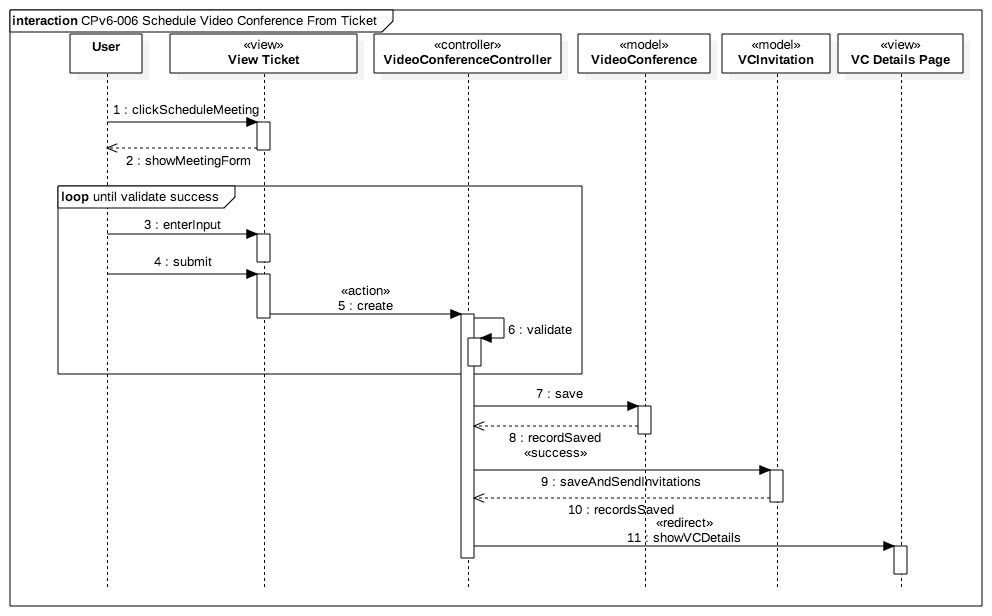 interaction CPv6-006 Schedule Video Conference From Ticket
User
«view»
View Ticket
«controller»
VideoConferenceController
«model»
VideoConference
«model»
VCInvitation
«view»
VC Details Page
1 : clickScheduleMeeting
2 : showMeetingForm
loop until validate success
3 : enterInput
4 : submit
«action»
5 : create
6 : validate
7 : save
8 : recordSaved
«success»
9 : saveAndSendInvitations
10 : recordsSaved
«redirect»
11 : showVCDetails